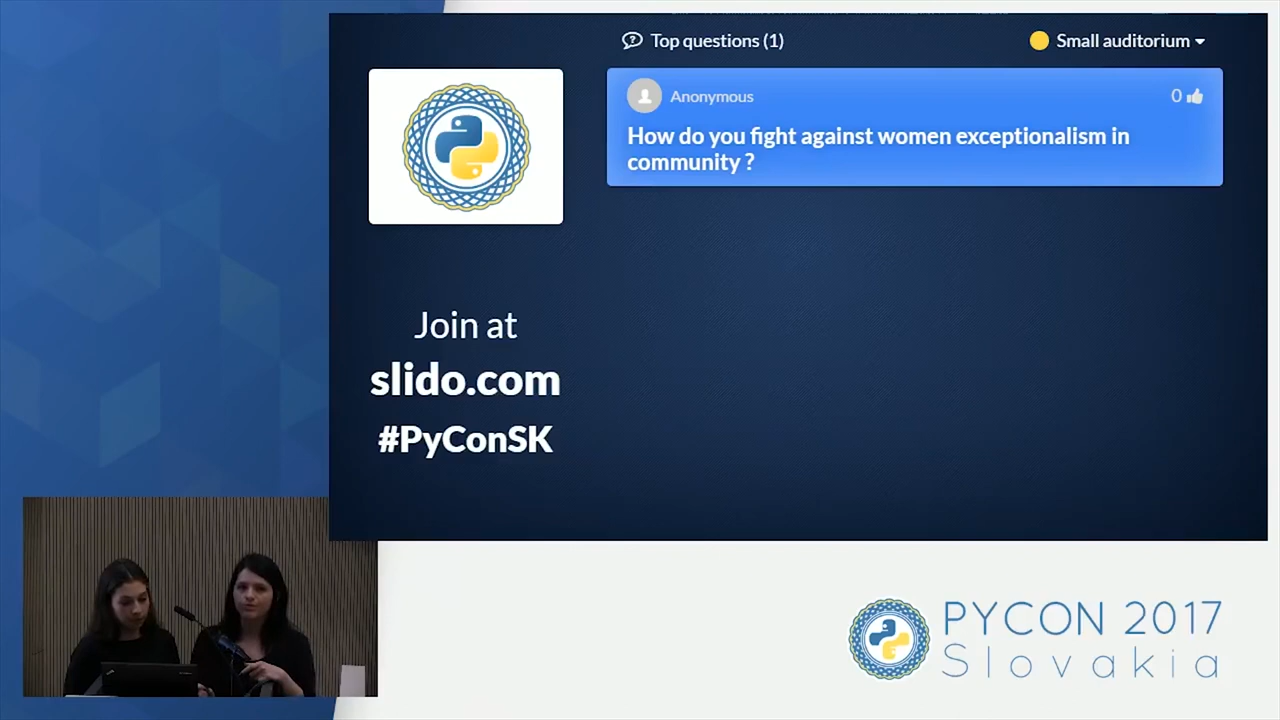 Top questions (1)
Small auditorium
Anonymous
0
How do you fight against women exceptionalism in
community ?
Join at
slido.com
#PyConSK
PYCON 2017
Slovakia